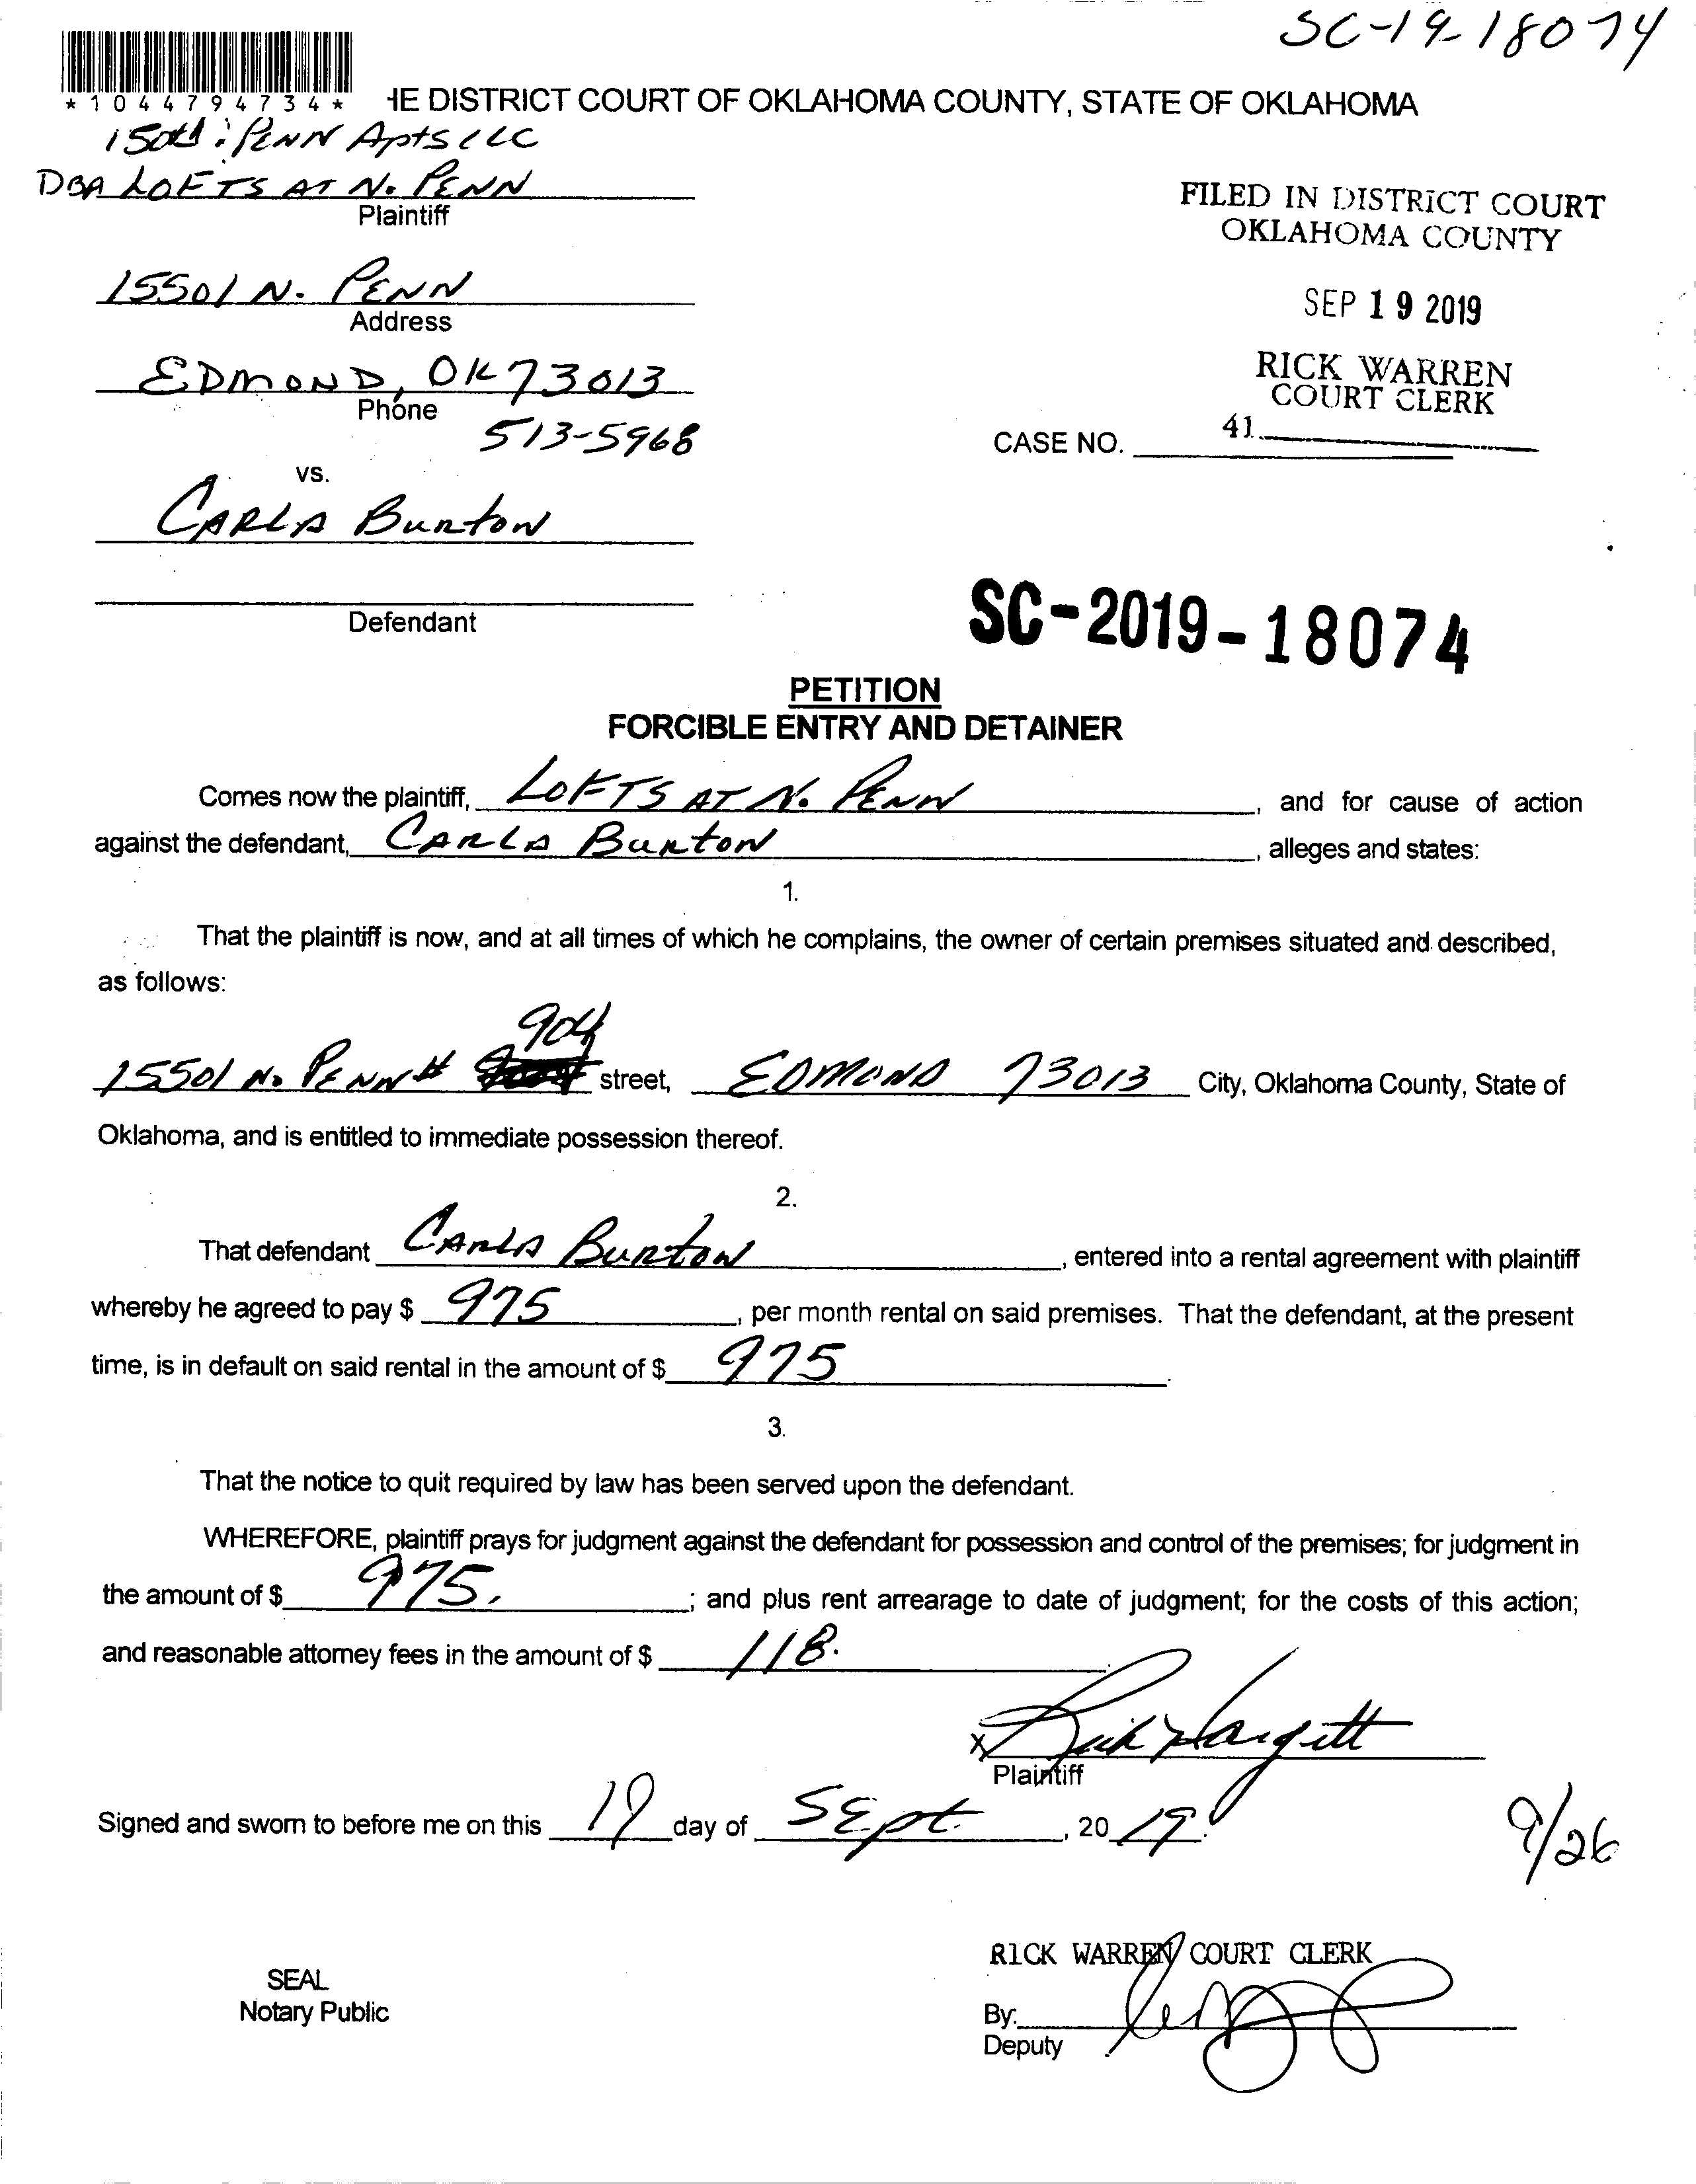 SC-19-18074
*1044794734*
HE DISTRICT COURT OF OKLAHOMA COUNTY, STATE OF OKLAHOMA
150th : PENN Apts LLC
DBA LOFTS AT N. PENN
Plaintiff
FILED IN DISTRICT COURT
OKLAHOMA COUNTY
15501 N. PENN
Address
SEP 19 2019
EDMOND, OK 73013
Phone
513-5968
RICK WARREN
COURT CLERK
CASE NO.
41
vs.
CARLA Burton
Defendant
SC-2019-18074
PETITION
FORCIBLE ENTRY AND DETAINER
Comes now the plaintiff, LOFTS AT N. PENN, and for cause of action
against the defendant, CARLA Burton, alleges and states:
1.
That the plaintiff is now, and at all times of which he complains, the owner of certain premises situated and described,
as follows:
904
15501 N. PENN # street, EDMOND 73013 City, Oklahoma County, State of
Oklahoma, and is entitled to immediate possession thereof.
2.
That defendant CARLA Burton, entered into a rental agreement with plaintiff
whereby he agreed to pay $ 975, per month rental on said premises. That the defendant, at the present
time, is in default on said rental in the amount of $ 975.
3.
That the notice to quit required by law has been served upon the defendant.
WHEREFORE, plaintiff prays for judgment against the defendant for possession and control of the premises; for judgment in
the amount of $ 975.; and plus rent arrearage to date of judgment; for the costs of this action;
and reasonable attorney fees in the amount of $ 118.
x Rick Hargett
Plaintiff
Signed and sworn to before me on this 19 day of SEpt., 20 19.
9/26
RICK WARREN COURT CLERK
SEAL
Notary Public
By:
Deputy